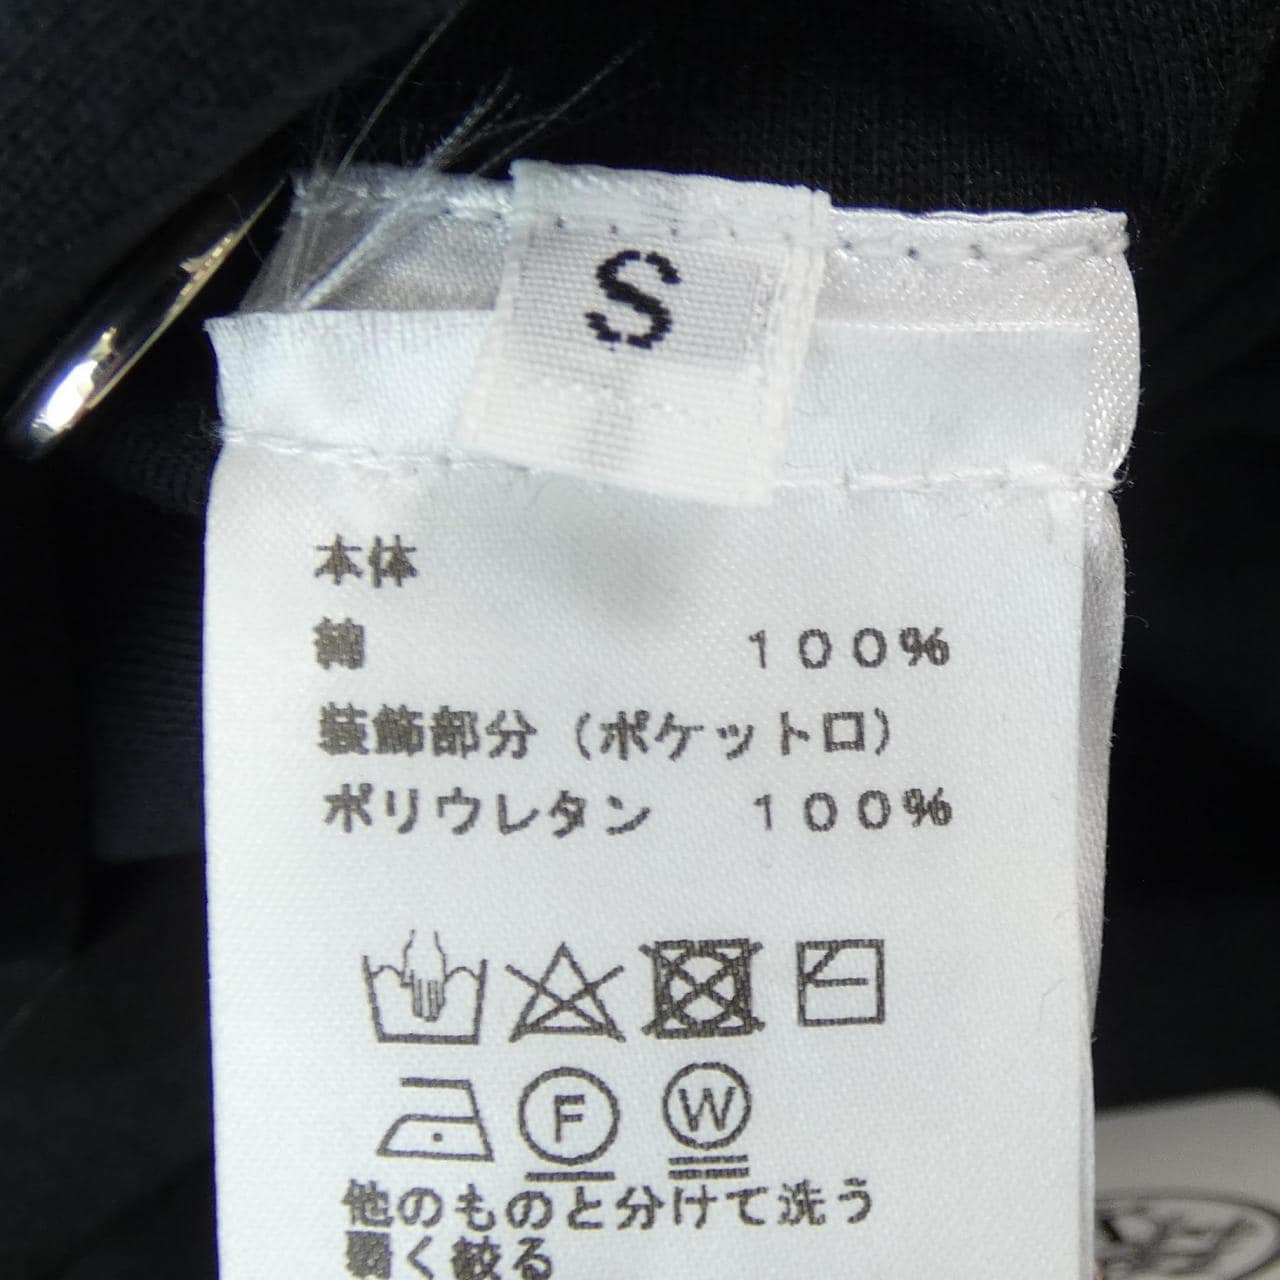 S
本体
綿 100%
装飾部分(ポケット口)
ポリウレタン 100%
F W
他のものと分けて洗う
弱く絞る